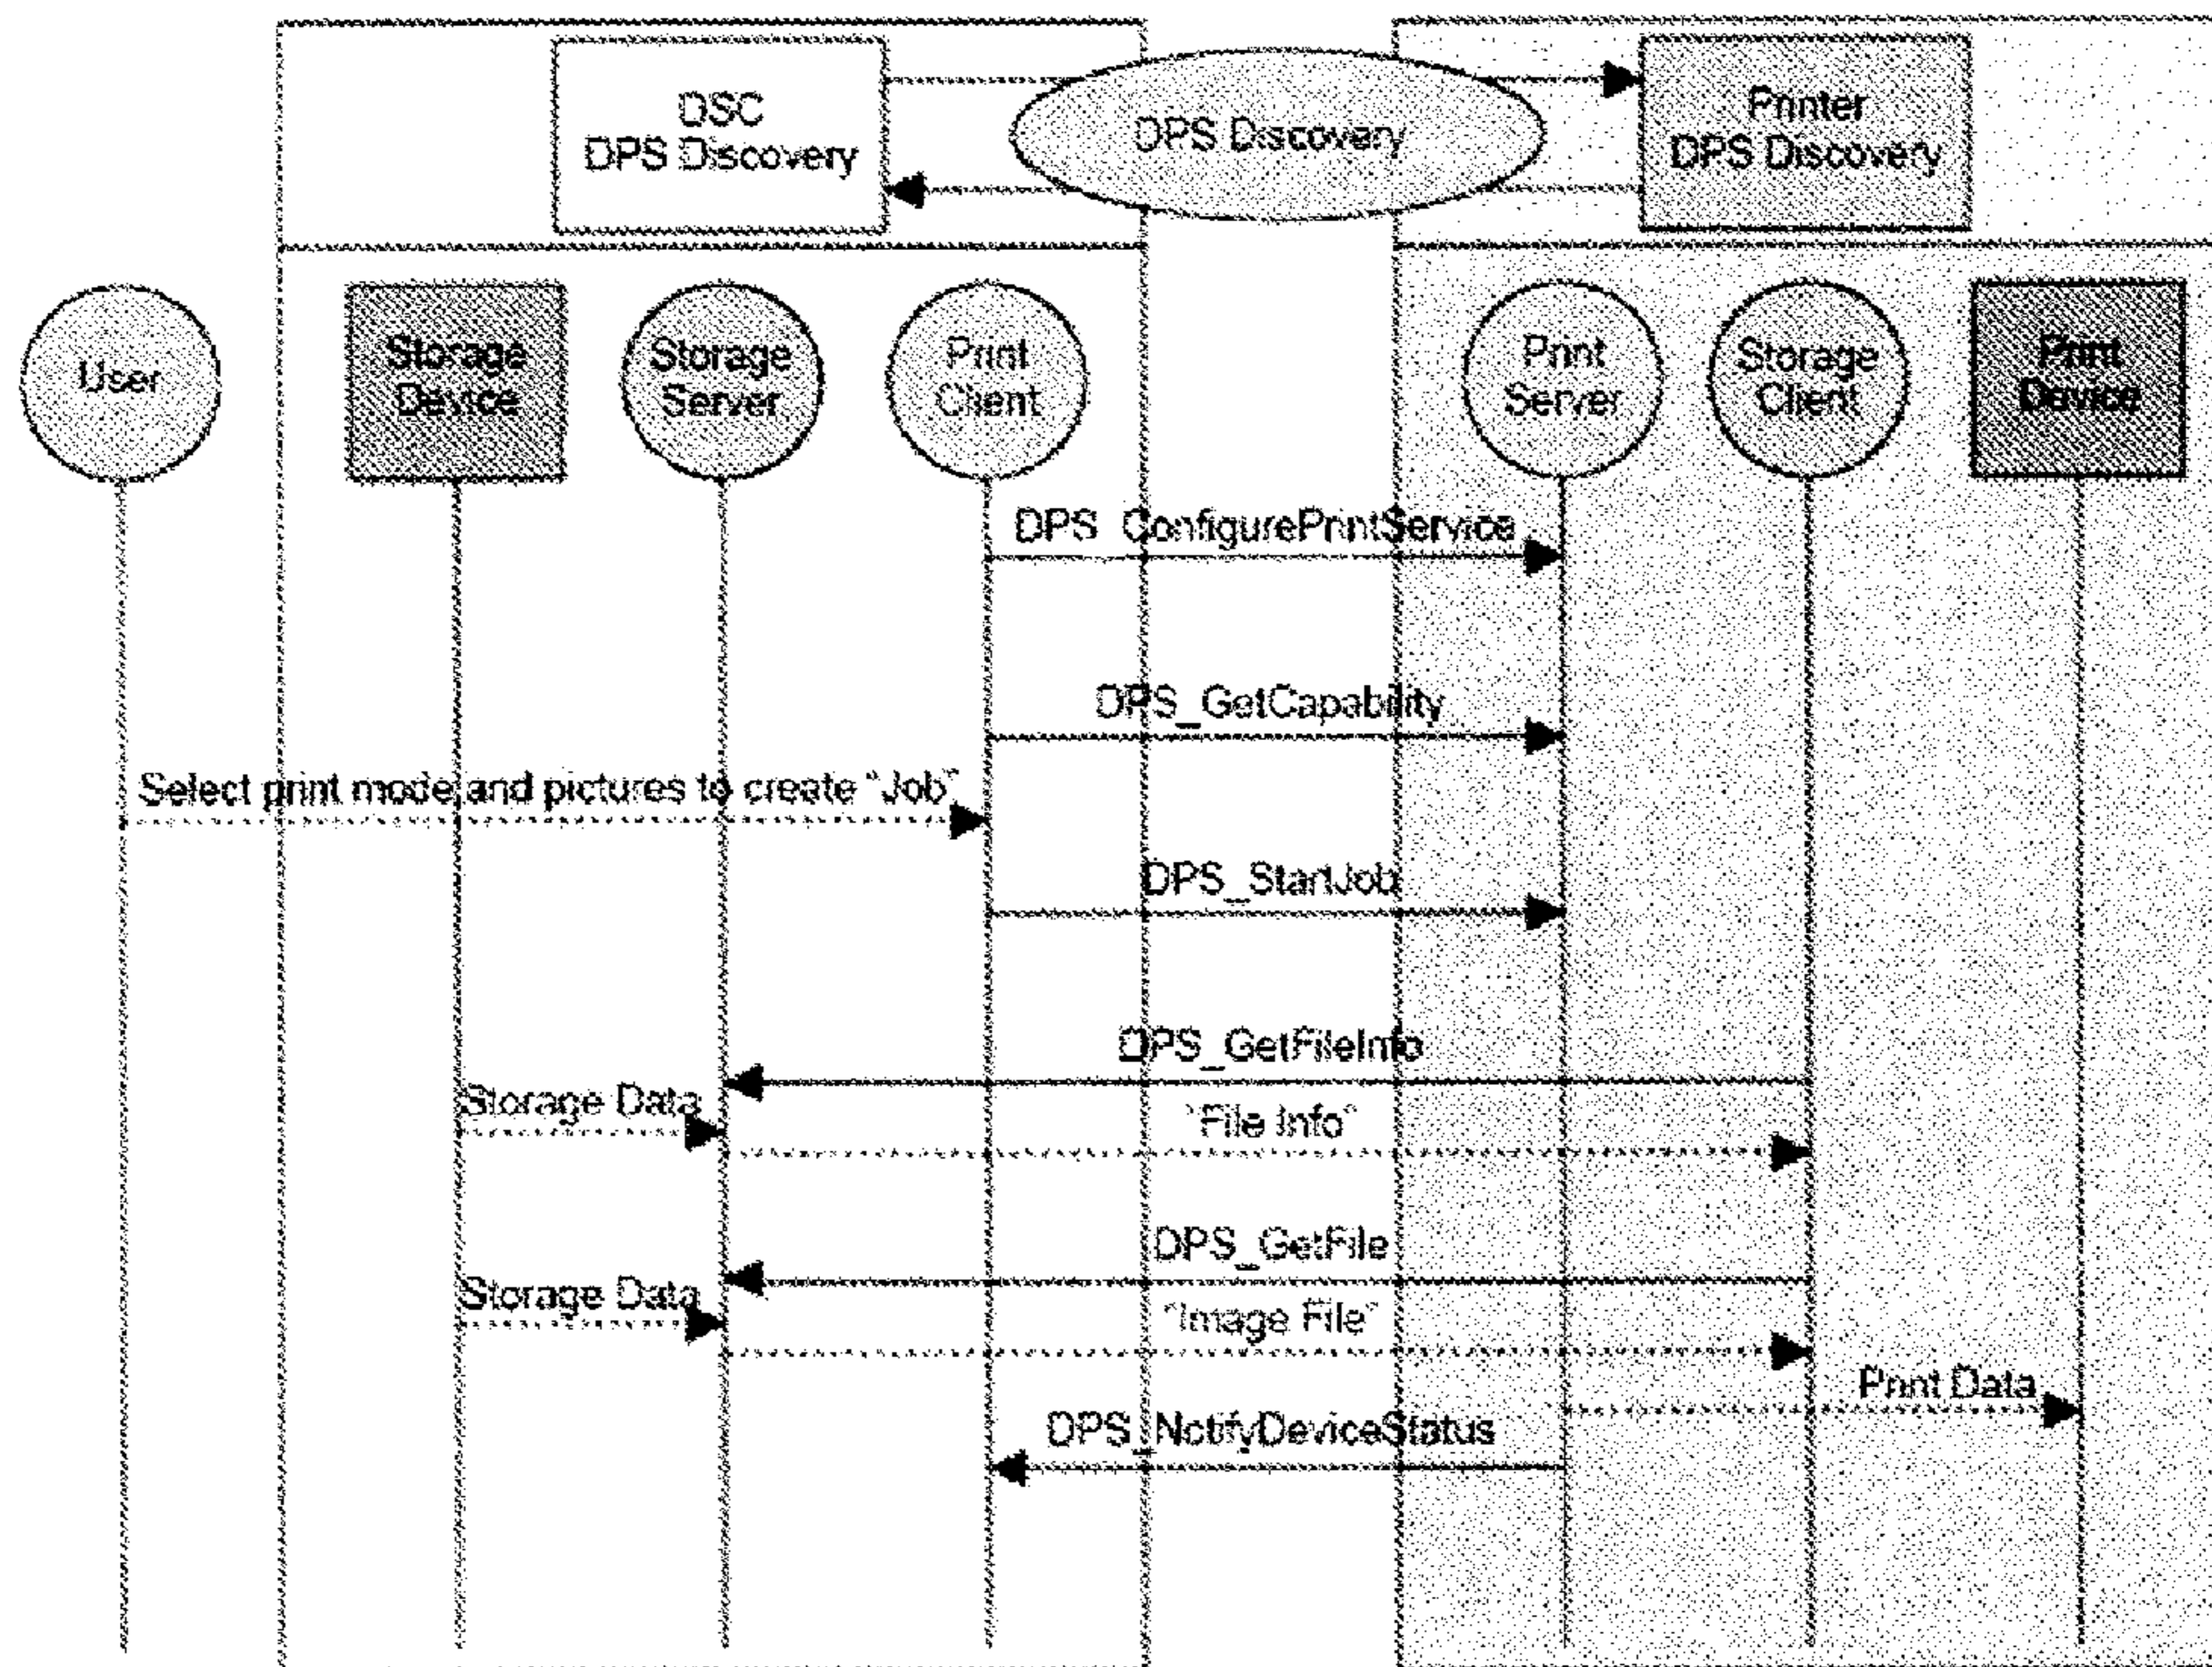 DSC
DPS Discovery
DPS Discovery
Printer
DPS Discovery
User
Storage
Device
Storage
Server
Print
Client
Print
Server
Storage
Client
Print
Device
DPS_ConfigurePrintService
DPS_GetCapability
Select print mode and pictures to create "Job"
DPS_StartJob
DPS_GetFileInfo
Storage Data
"File Info"
DPS_GetFile
Storage Data
"Image File"
Print Data
DPS_NotifyDeviceStatus